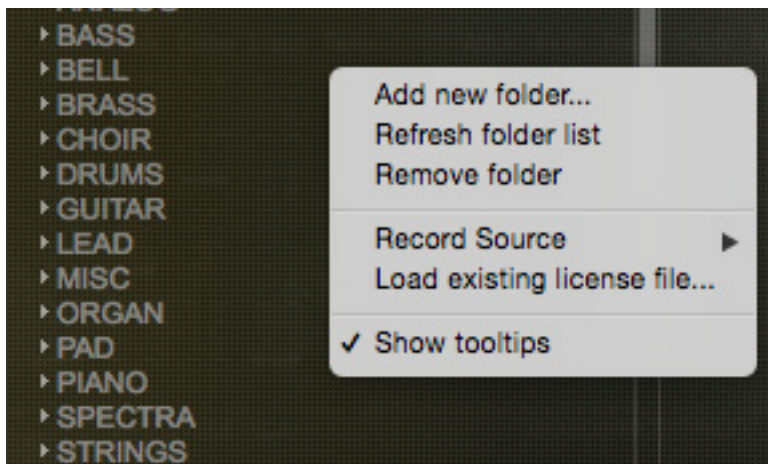 BASS
BELL
BRASS
CHOIR
DRUMS
GUITAR
LEAD
MISC
ORGAN
PAD
PIANO
SPECTRA
STRINGS
Add new folder...
Refresh folder list
Remove folder
Record Source
Load existing license file...
✓ Show tooltips